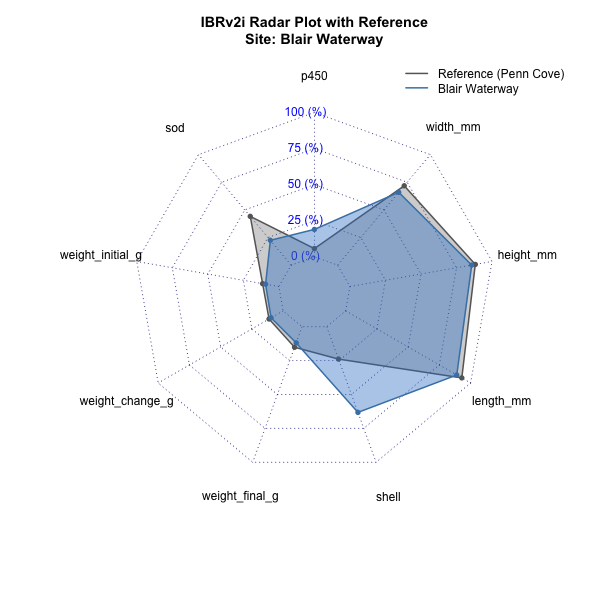 IBRv2i Radar Plot with Reference
Site: Blair Waterway
p450
Reference (Penn Cove)
Blair Waterway
100 (%)
sod
width_mm
75 (%)
50 (%)
25 (%)
weight_initial_g
0 (%)
height_mm
weight_change_g
length_mm
weight_final_g
shell